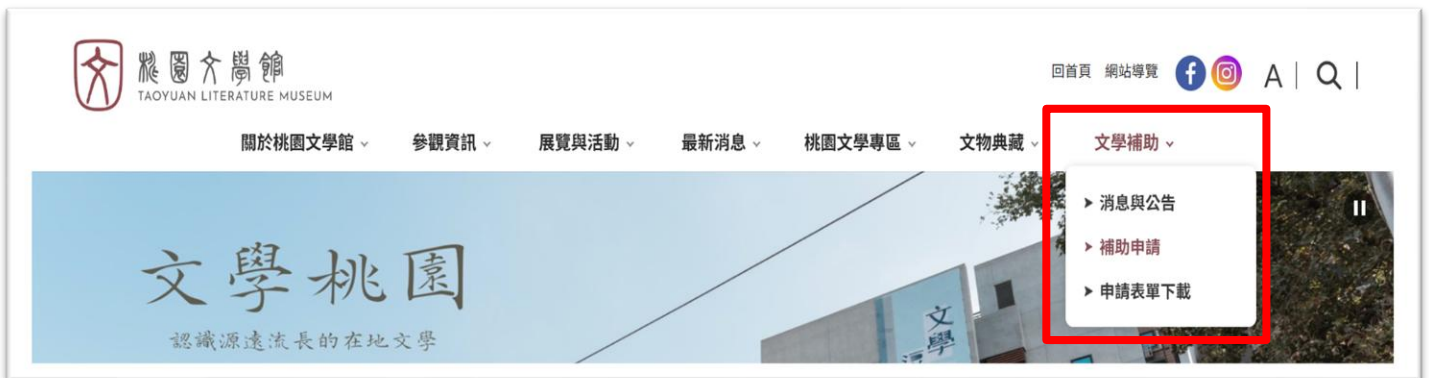 桃園文學館
TAOYUAN LITERATURE MUSEUM
回首頁 網站導覽 A
關於桃園文學館 參觀資訊 展覽與活動 最新消息 桃園文學專區 文物典藏 文學補助
消息與公告
補助申請
申請表單下載
文學桃園
認識源遠流長的在地文學
文學